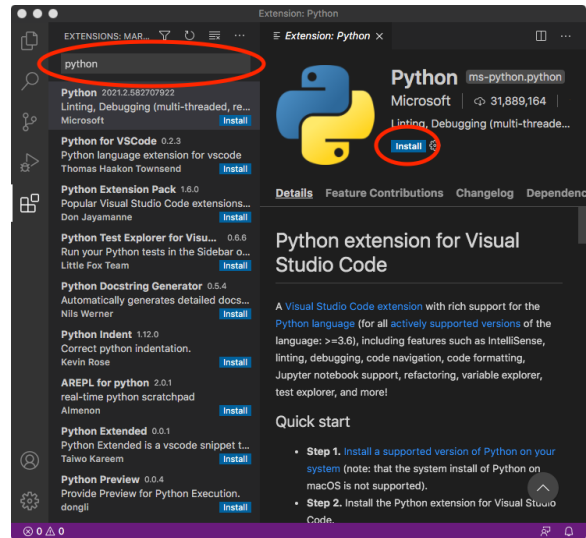 Extension: Python
EXTENSIONS: MAR...
python
Python 2021.2.582707922
Linting, Debugging (multi-threaded, re...
Microsoft Install
Python for VSCode 0.2.3
Python language extension for vscode
Thomas Haakon Townsend Install
Python Extension Pack 1.6.0
Popular Visual Studio Code extensions...
Don Jayamanne Install
Python Test Explorer for Visu... 0.6.6
Run your Python tests in the Sidebar o...
Little Fox Team Install
Python Docstring Generator 0.5.4
Automatically generates detailed docs...
Nils Werner Install
Python Indent 1.12.0
Correct python indentation.
Kevin Rose Install
AREPL for python 2.0.1
real-time python scratchpad
Almenon Install
Python Extended 0.0.1
Python Extended is a vscode snippet t...
Taiwo Kareem Install
Python Preview 0.0.4
Provide Preview for Python Execution.
dongli Install
Extension: Python
Python ms-python.python
Microsoft 31,889,164
Linting, Debugging (multi-threade...
Install
Details Feature Contributions Changelog Dependenc
Python extension for Visual
Studio Code
A Visual Studio Code extension with rich support for the
Python language (for all actively supported versions of the
language: >=3.6), including features such as IntelliSense,
linting, debugging, code navigation, code formatting,
Jupyter notebook support, refactoring, variable explorer,
test explorer, and more!
Quick start
• Step 1. Install a supported version of Python on your
system (note: that the system install of Python on
macOS is not supported).
• Step 2. Install the Python extension for Visual Studio
Code.
0 0